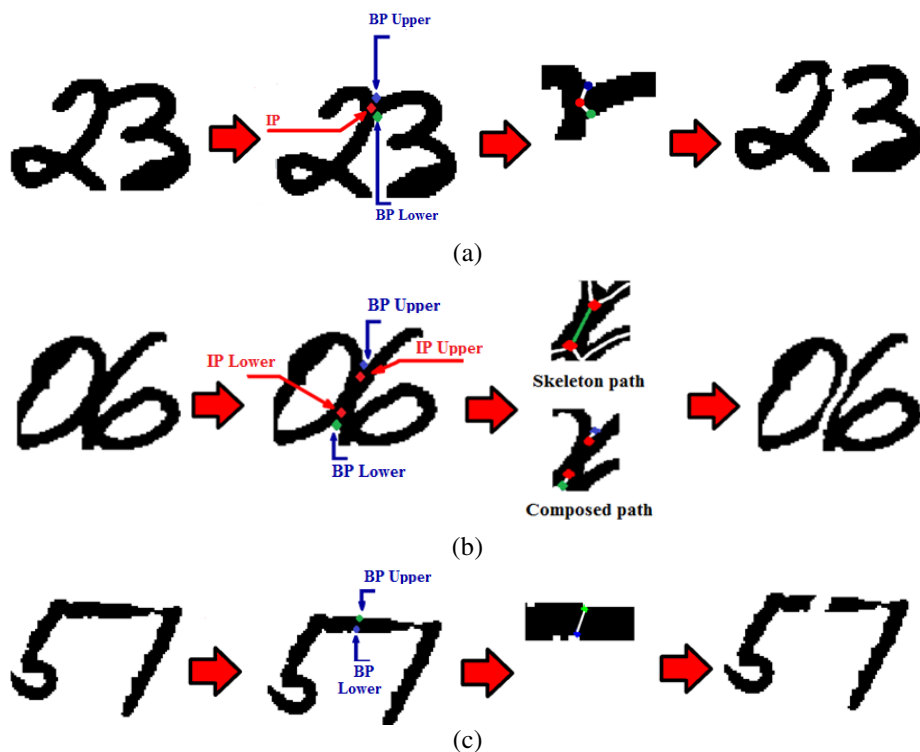 BP Upper
23
23
IP
23
BP Lower
(a)
BP Upper
IP Lower
IP Upper
06
06
Skeleton path
06
BP Lower
Composed path
(b)
BP Upper
57
57
57
BP
Lower
(c)